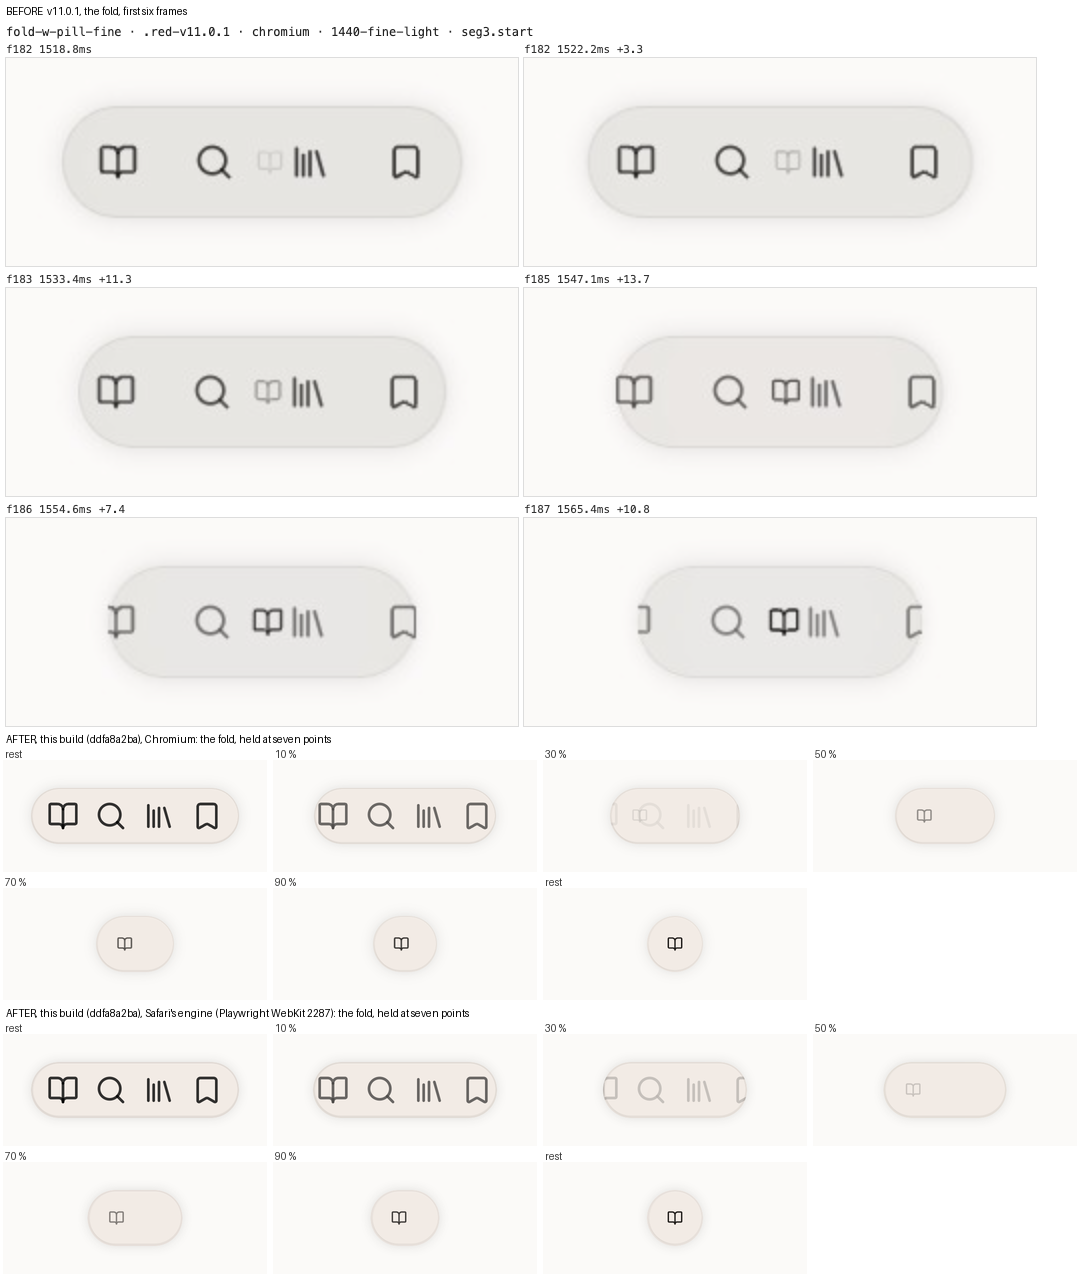 BEFORE v11.0.1, the fold, first six frames
fold-w-pill-fine · .red-v11.0.1 · chromium · 1440-fine-light · seg3.start
f182 1518.8ms
f182 1522.2ms +3.3
f183 1533.4ms +11.3
f185 1547.1ms +13.7
f186 1554.6ms +7.4
f187 1565.4ms +10.8
AFTER, this build (ddfa8a2ba), Chromium: the fold, held at seven points
rest
10 %
30 %
50 %
70 %
90 %
rest
AFTER, this build (ddfa8a2ba), Safari's engine (Playwright WebKit 2287): the fold, held at seven points
rest
10 %
30 %
50 %
70 %
90 %
rest